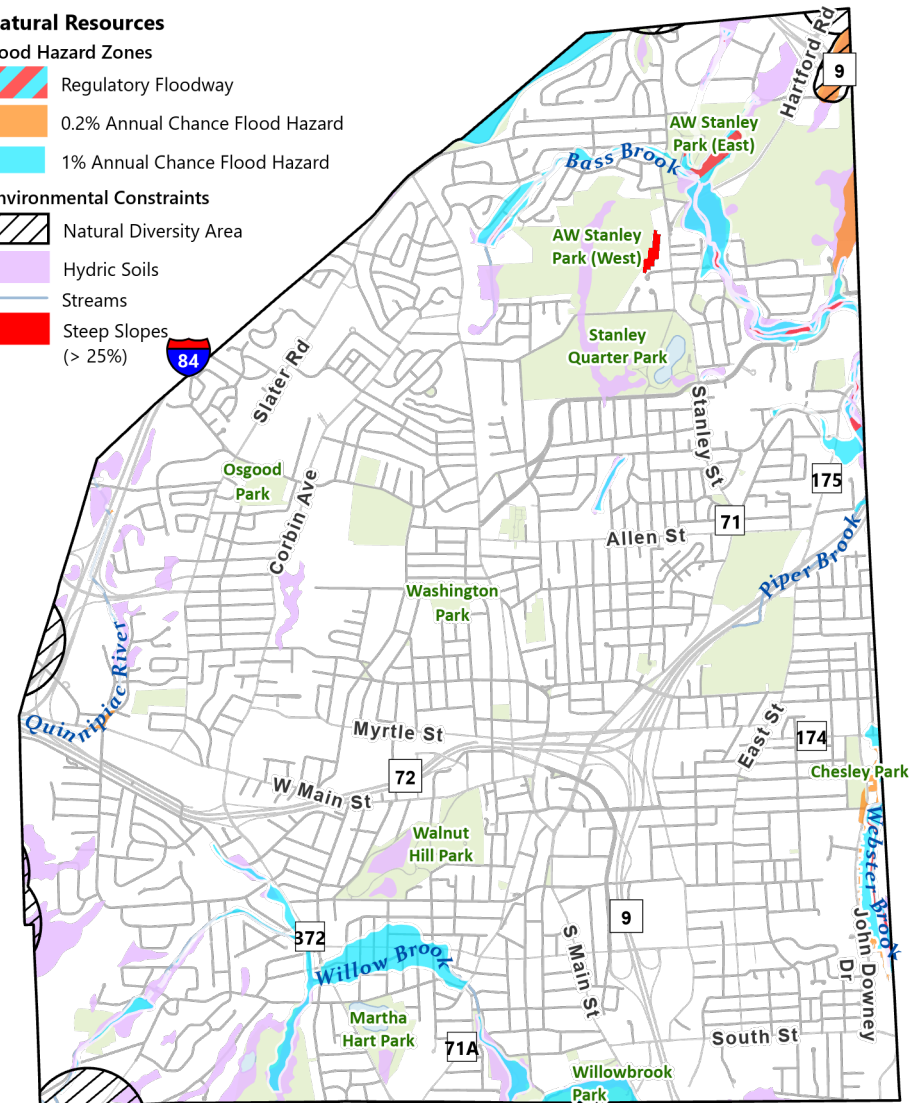 atural Resources
ood Hazard Zones
Regulatory Floodway
0.2% Annual Chance Flood Hazard
1% Annual Chance Flood Hazard
nvironmental Constraints
Natural Diversity Area
Hydric Soils
Streams
Steep Slopes
(> 25%)
84
Hartford Rd
9
AW Stanley
Park (East)
Bass Brook
AW Stanley
Park (West)
Stanley
Quarter Park
Slater Rd
Stanley St
Osgood
Park
Corbin Ave
175
71
Allen St
Piper Brook
Washington
Park
Quinnipiac River
Myrtle St
East St
174
72
W Main St
Chesley Park
Walnut
Hill Park
Webster Brook
9
372
Willow Brook
S Main St
John Downey
Dr
Martha
Hart Park
71A
South St
Willowbrook
Park